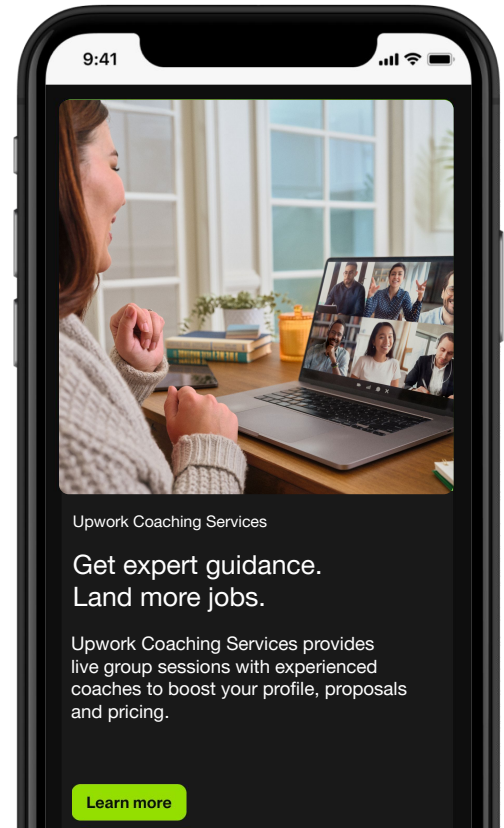 9:41
Upwork Coaching Services
Get expert guidance.
Land more jobs.
Upwork Coaching Services provides
live group sessions with experienced
coaches to boost your profile, proposals
and pricing.
Learn more